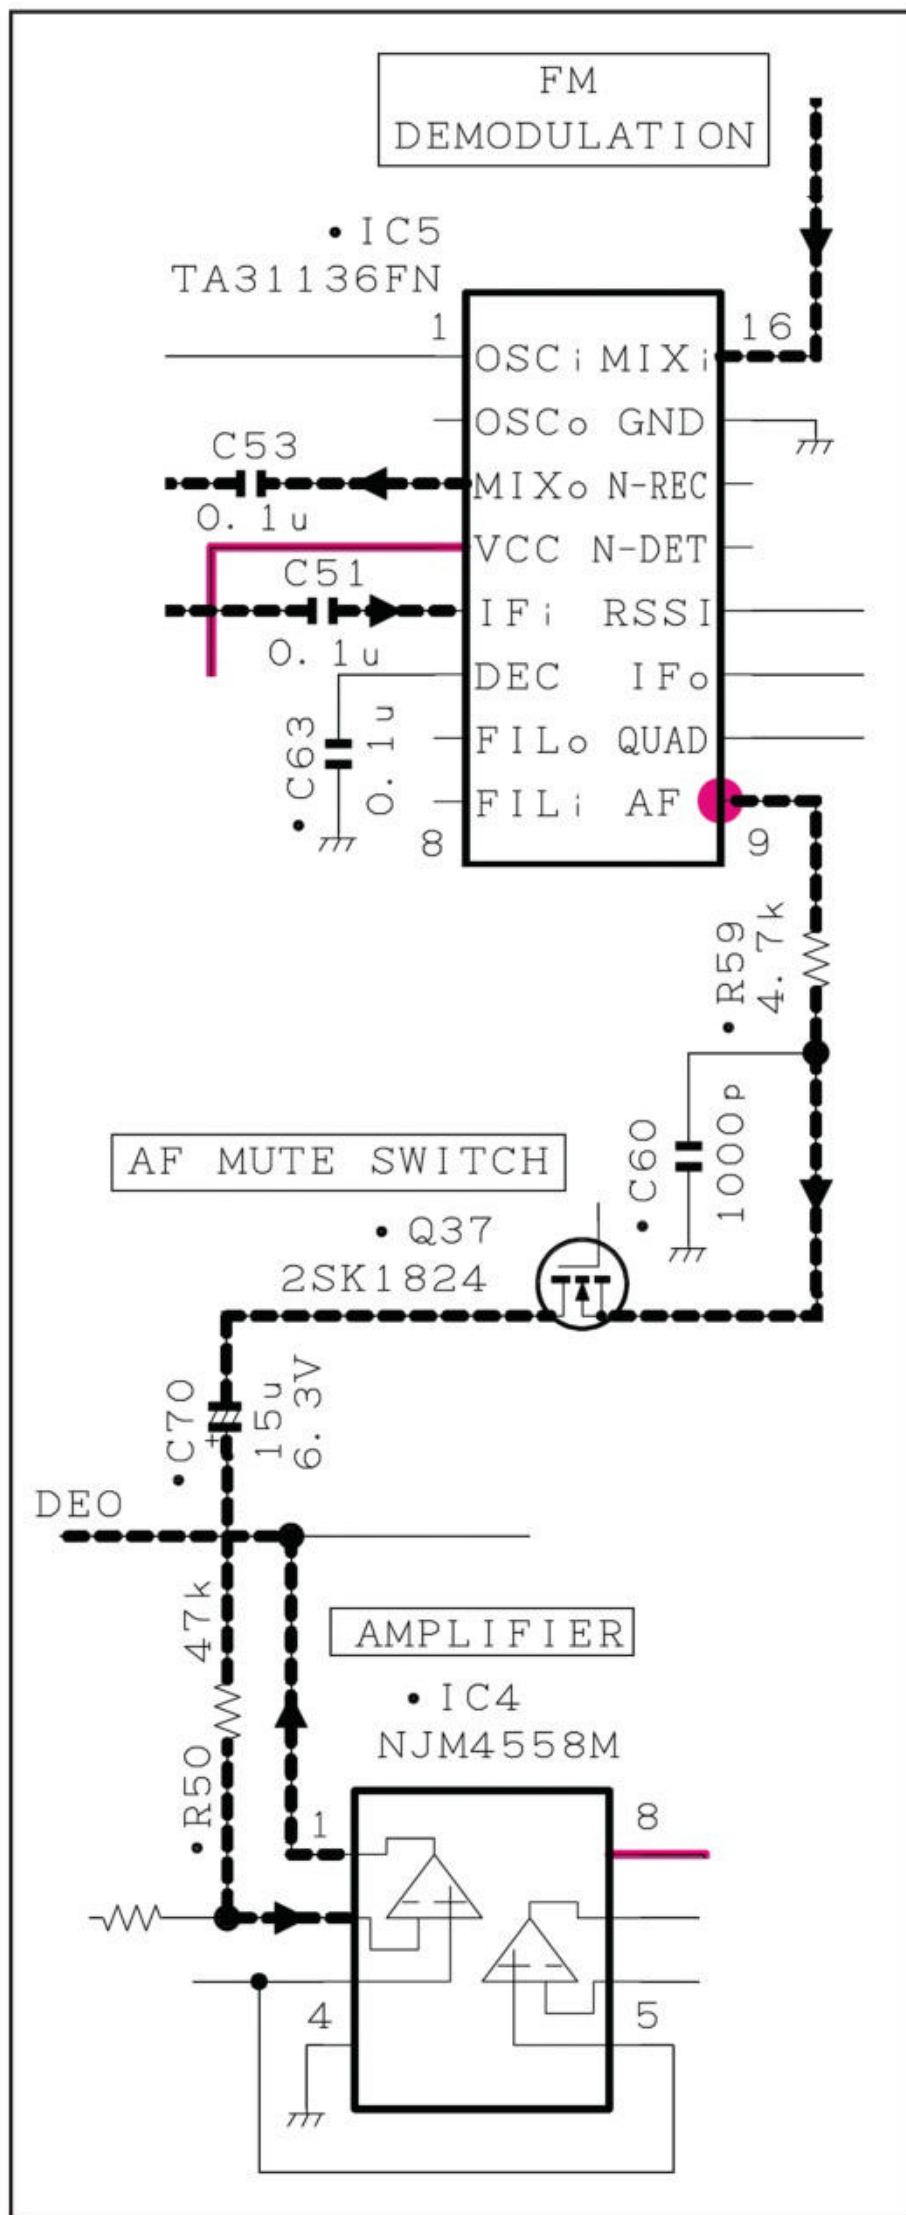 FM
DEMODULATION
• IC5
TA31136FN
1
16
OSCi MIXi
OSCo GND
C53
MIXo N-REC
0.1u
VCC N-DET
C51
IFi RSSI
0.1u
DEC IFo
• C63
0.1u
FILo QUAD
FILi AF
8
9
• R59
4.7k
AF MUTE SWITCH
• C60
1000p
• Q37
2SK1824
• C70
+
15u
6.3V
DEO
47k
AMPLIFIER
• R50
• IC4
NJM4558M
1
8
- +
+ -
4
5